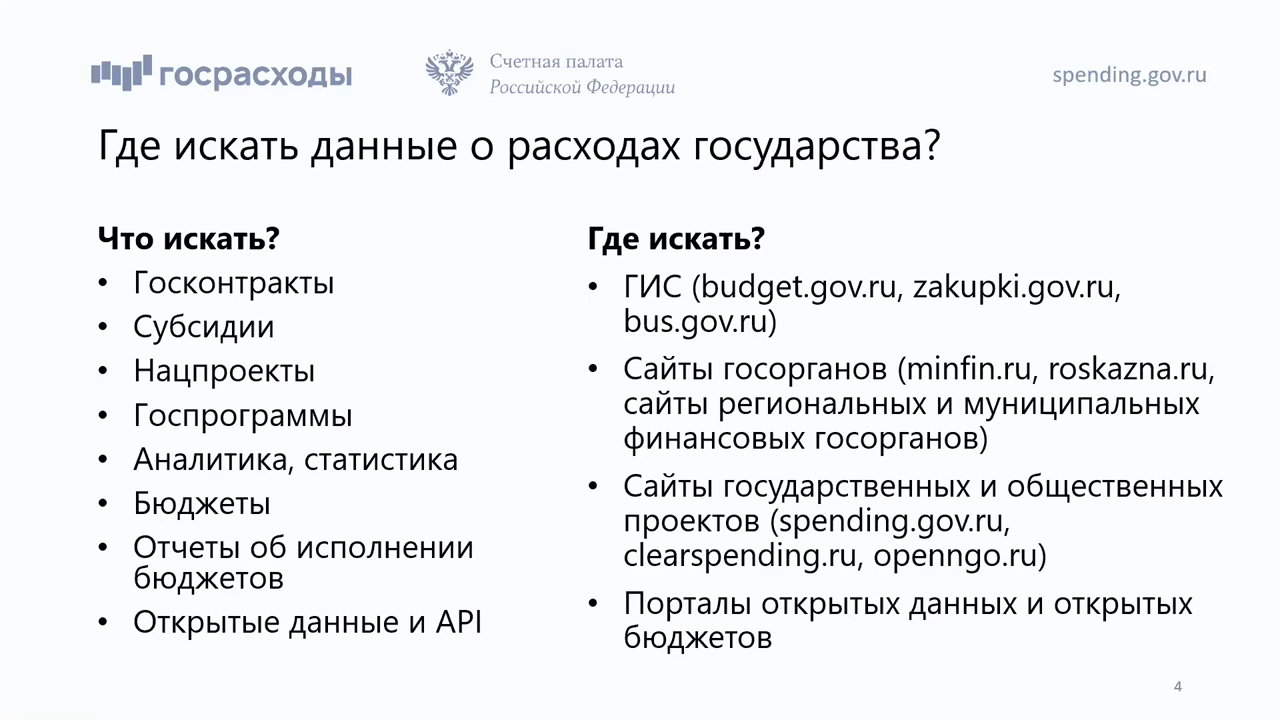 госрасходы
Счетная палата
Российской Федерации
spending.gov.ru
Где искать данные о расходах государства?
Что искать?
• Госконтракты
• Субсидии
• Нацпроекты
• Госпрограммы
• Аналитика, статистика
• Бюджеты
• Отчеты об исполнении
бюджетов
• Открытые данные и API
Где искать?
• ГИС (budget.gov.ru, zakupki.gov.ru,
bus.gov.ru)
• Сайты госорганов (minfin.ru, roskazna.ru,
сайты региональных и муниципальных
финансовых госорганов)
• Сайты государственных и общественных
проектов (spending.gov.ru,
clearspending.ru, openngo.ru)
• Порталы открытых данных и открытых
бюджетов
4